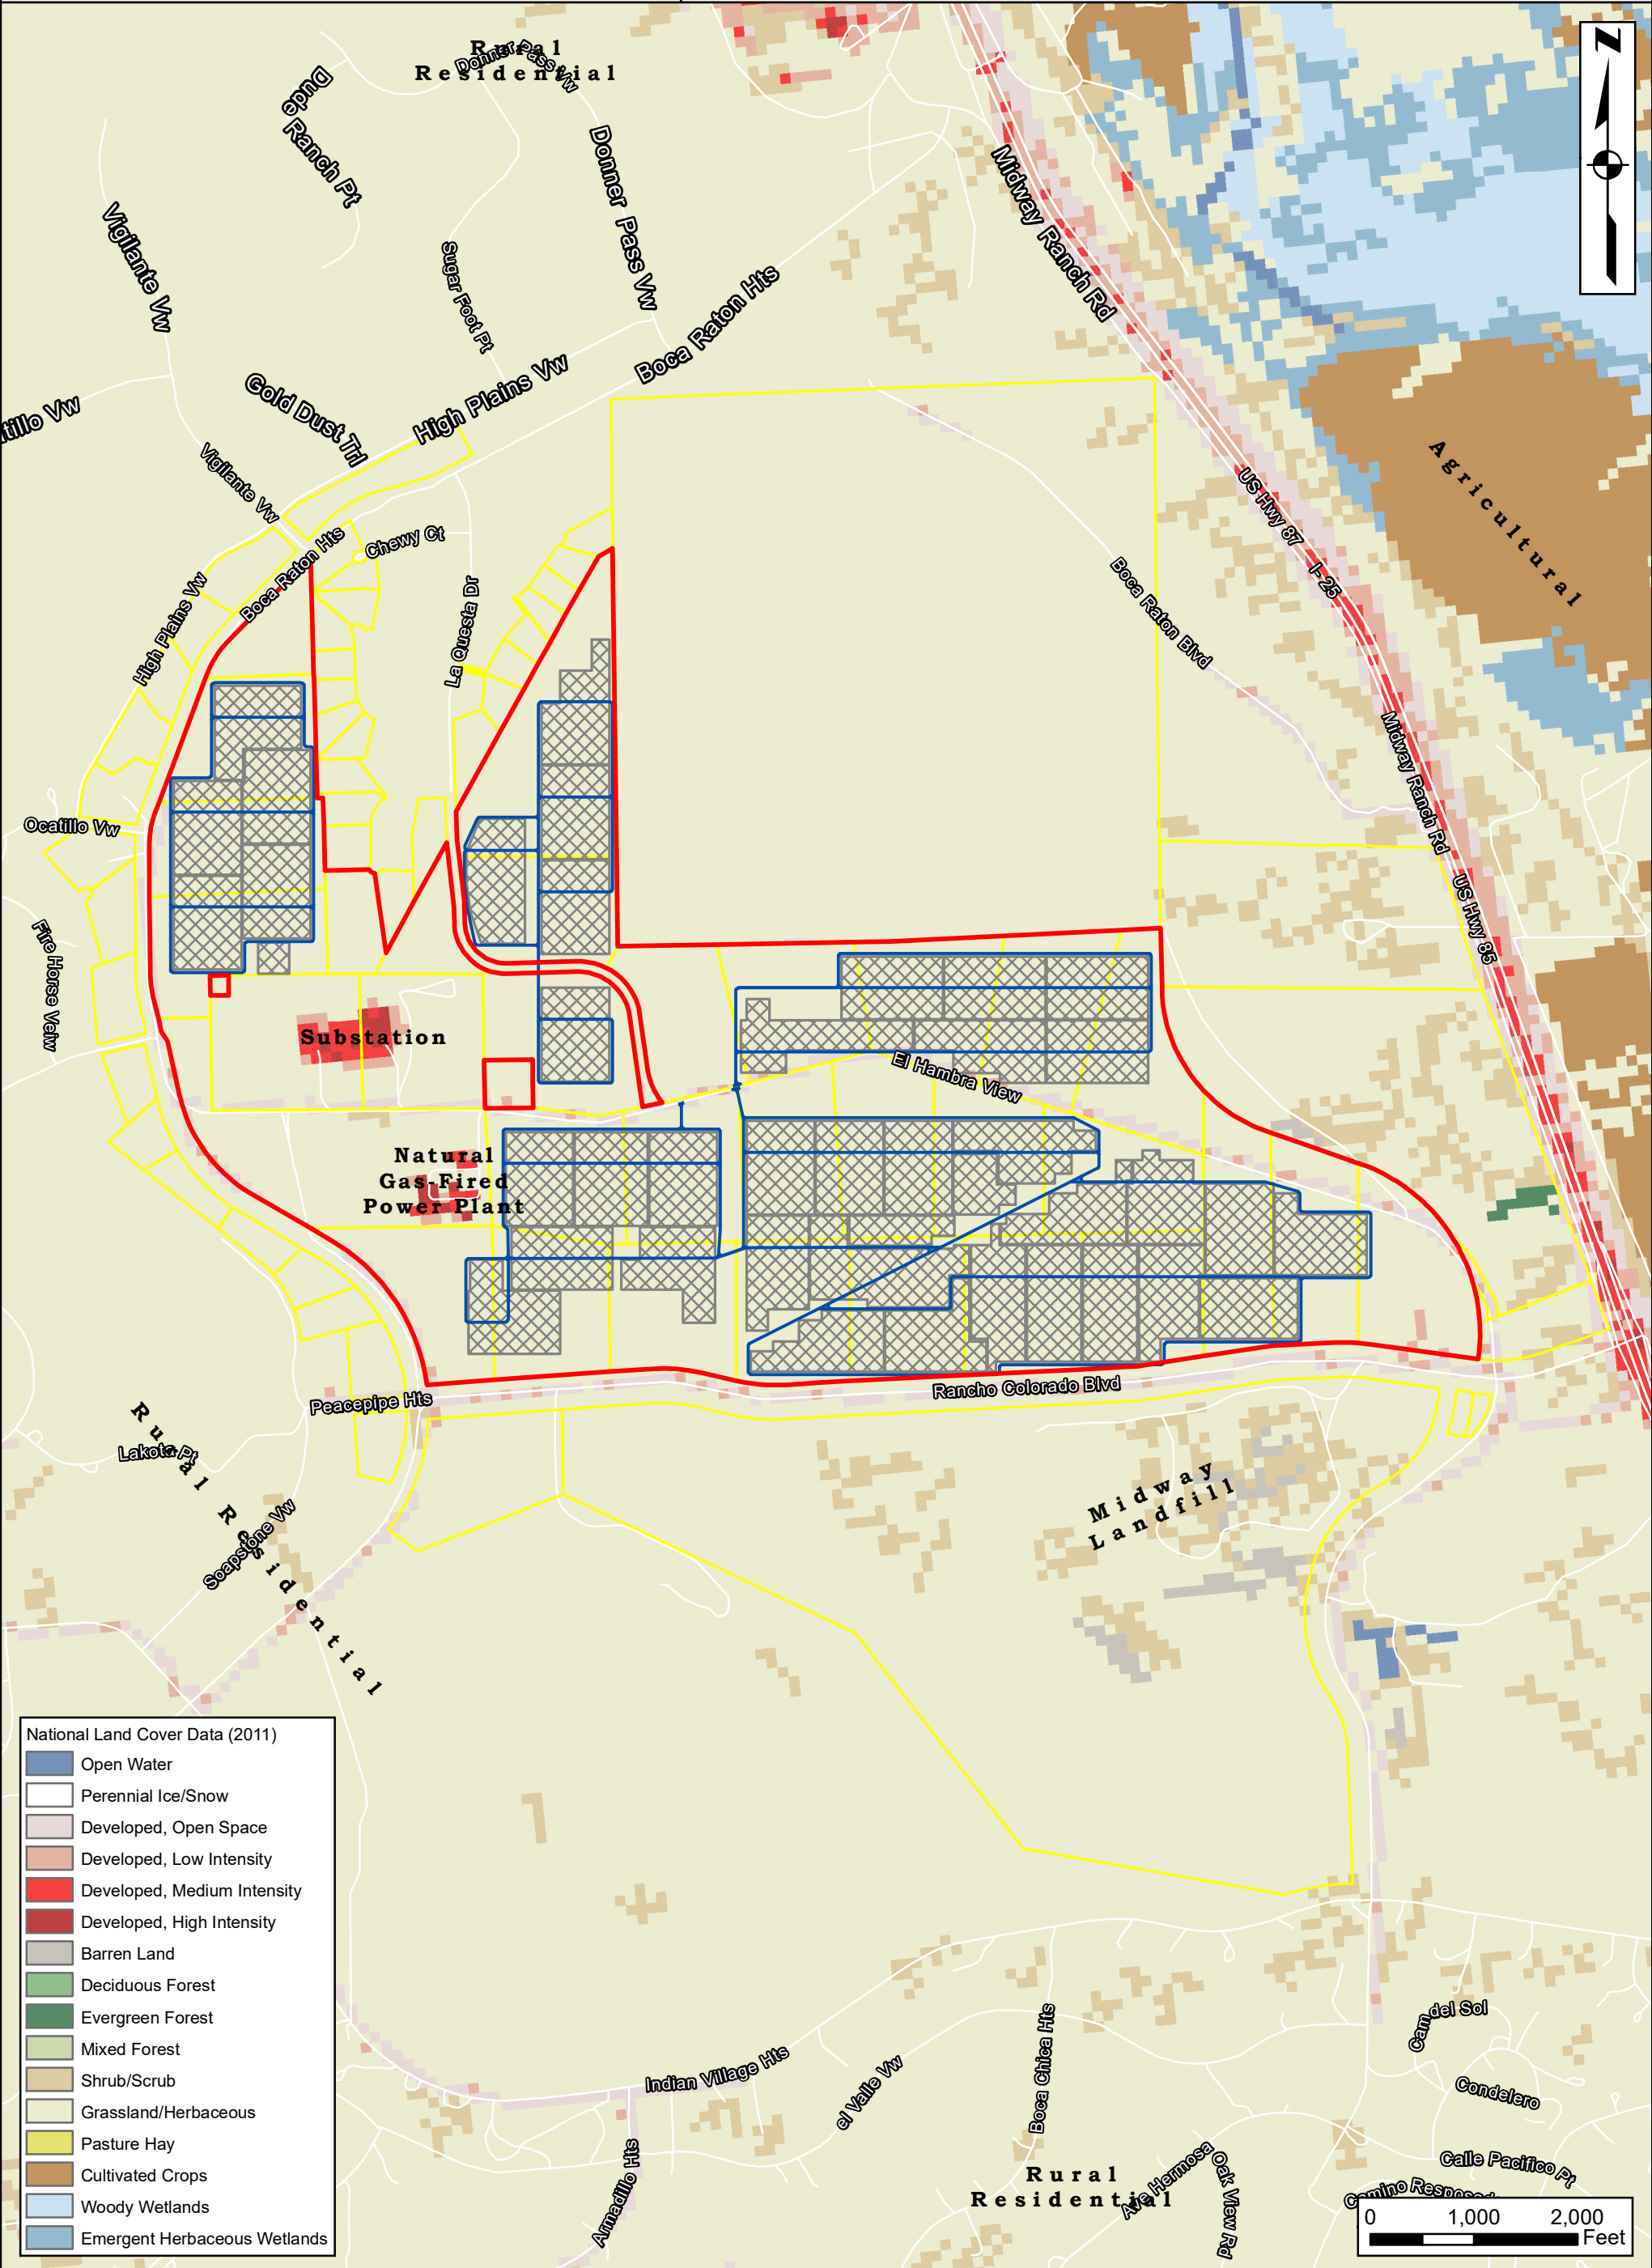 Rural
Residential
Donner Pass Vw
Dude
Ranch Pt
Donner Pass Vw
Vigilante Vw
Sugar Foot Pt
Boca Raton Hts
High Plains Vw
Gold Dust Trl
tillo Vw
Vigilante Vw
Midway Ranch Rd
N
Agricultural
US Hwy 87
I- 25
Boca Raton Blvd
Chewy Ct
Boca Raton Hts
High Plains Vw
La Questa Dr
Midway Ranch Rd
US Hwy 85
Ocatillo Vw
Fire Horse Veiw
Substation
El Hambra View
Natural
Gas-Fired
Power Plant
Peacepipe Hts
Rancho Colorado Blvd
Lakota Pt
Rural Residential
Soapstone Vw
Midway
Landfill
National Land Cover Data (2011)
Open Water
Perennial Ice/Snow
Developed, Open Space
Developed, Low Intensity
Developed, Medium Intensity
Developed, High Intensity
Barren Land
Deciduous Forest
Evergreen Forest
Mixed Forest
Shrub/Scrub
Grassland/Herbaceous
Pasture Hay
Cultivated Crops
Woody Wetlands
Emergent Herbaceous Wetlands
Indian Village Hts
el Valle Vw
Boca Chica Hts
Cam del Sol
Condelero
Calle Pacifico Pt
Camino
Armadillo Hts
Rural
Residential
Ave Hermosa
Oak View Rd
0 1,000 2,000
Feet